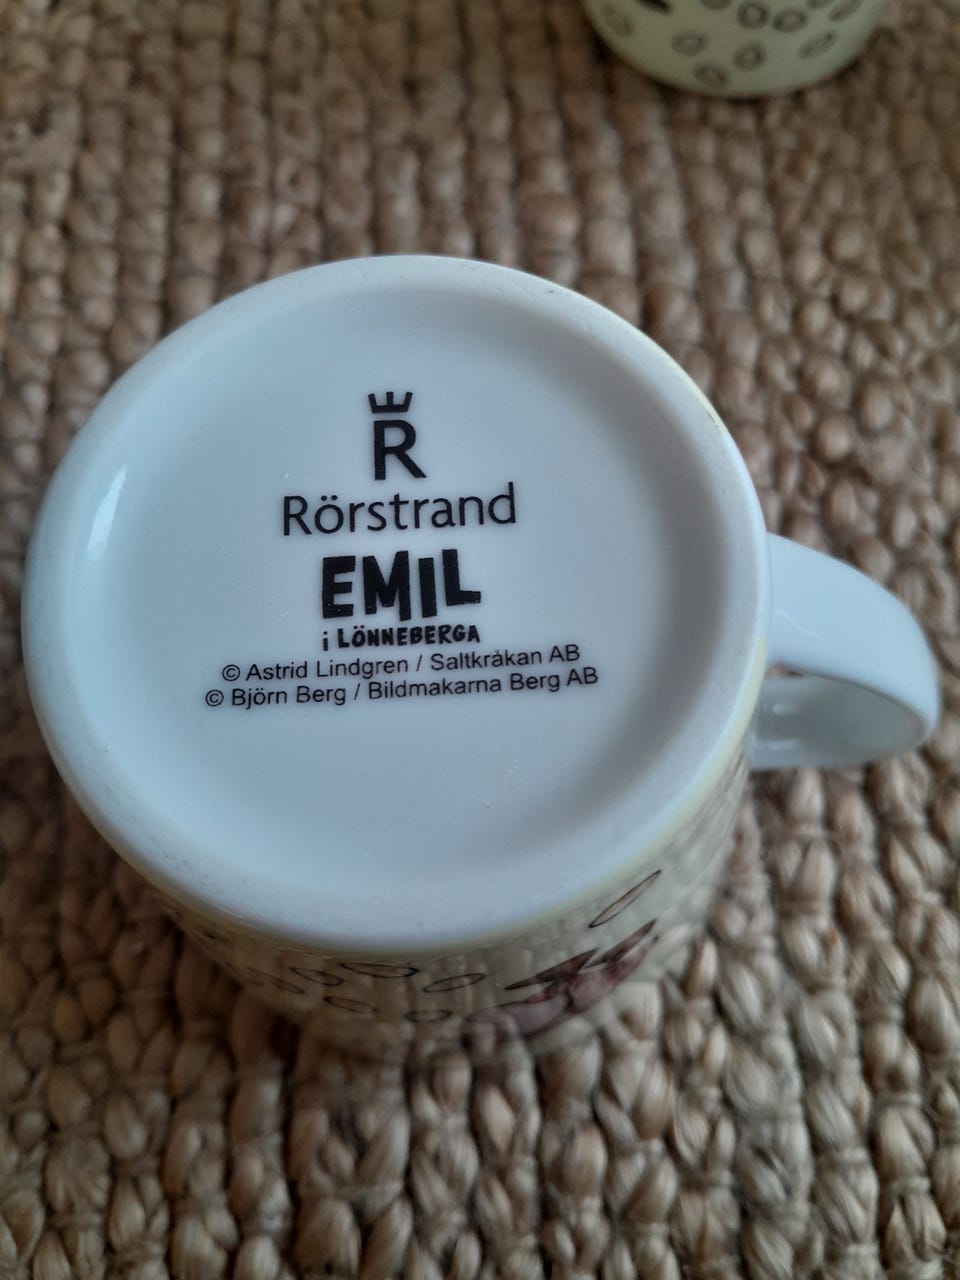 R
Rörstrand
EMIL
i LÖNNEBERGA
© Astrid Lindgren / Saltkråkan AB
© Björn Berg / Bildmakarna Berg AB